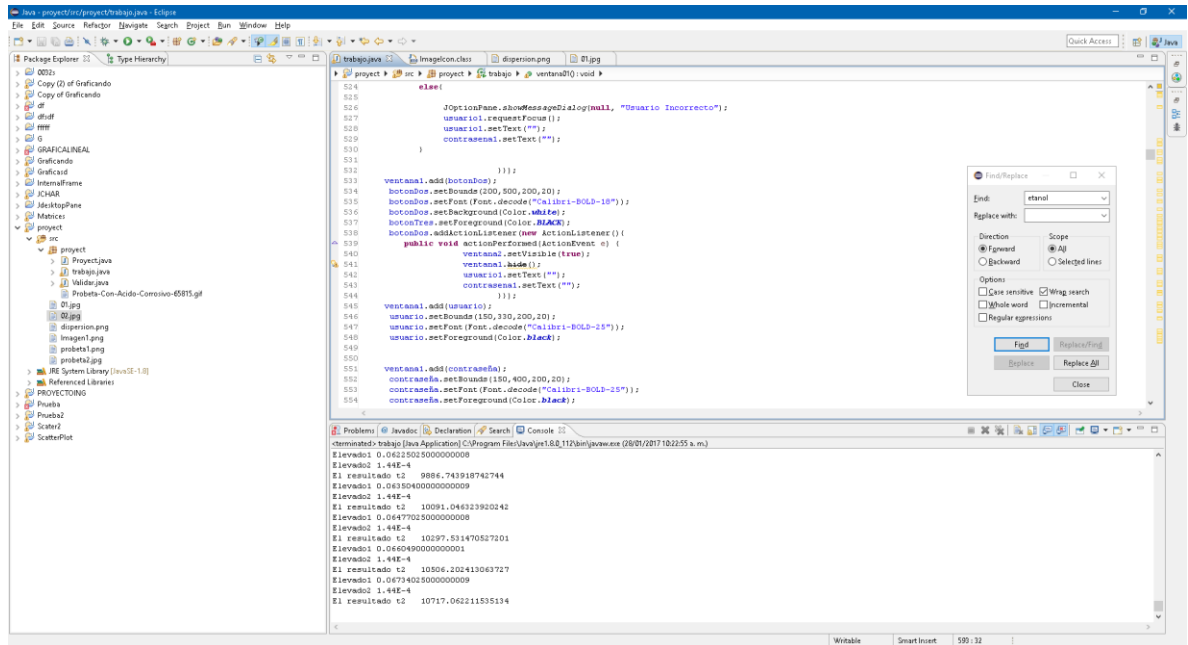 Java - proyect/src/proyect/trabajo.java - Eclipse
File Edit Source Refactor Navigate Search Project Run Window Help
Quick Access
Java
Package Explorer
Type Hierarchy
0032s
Copy (2) of Graficando
Copy of Graficando
df
dfsdf
fffff
G
GRAFICALINEAL
Graficando
Graficasd
InternalFrame
JCHAR
JdesktopPane
Matrices
proyect
src
proyect
Proyect.java
trabajo.java
Validar.java
Probeta-Con-Acido-Corrosivo-65815.gif
01.jpg
02.jpg
dispersion.png
Imagen1.png
probeta1.png
probeta2.jpg
JRE System Library [JavaSE-1.8]
Referenced Libraries
PROYECTOING
Prueba
Prueba2
Scater2
ScatterPlot
trabajo.java ImageIcon.class dispersion.png 01.jpg
proyect src proyect trabajo ventana01() : void
524 else{
525
526 JOptionPane.showMessageDialog(null, "Usuario Incorrecto");
527 usuario1.requestFocus();
528 usuario1.setText("");
529 contrasena1.setText("");
530 }
531
532 }});
533 ventana1.add(botonDos);
534 botonDos.setBounds(200,500,200,20);
535 botonDos.setFont(Font.decode("Calibri-BOLD-18"));
536 botonDos.setBackground(Color.white);
537 botonTres.setForeground(Color.BLACK);
538 botonDos.addActionListener(new ActionListener(){
539 public void actionPerformed(ActionEvent e) {
540 ventana2.setVisible(true);
541 ventana1.hide();
542 usuario1.setText("");
543 contrasena1.setText("");
544 }});
545 ventana1.add(usuario);
546 usuario.setBounds(150,330,200,20);
547 usuario.setFont(Font.decode("Calibri-BOLD-25"));
548 usuario.setForeground(Color.black);
549
550
551 ventana1.add(contraseña);
552 contraseña.setBounds(150,400,200,20);
553 contraseña.setFont(Font.decode("Calibri-BOLD-25"));
554 contraseña.setForeground(Color.black);
Find/Replace
Find: etanol
Replace with:
Direction
Scope
Forward
All
Backward
Selected lines
Options
Case sensitive
Wrap search
Whole word
Incremental
Regular expressions
Find
Replace/Find
Replace
Replace All
Close
Problems Javadoc Declaration Search Console
<terminated> trabajo [Java Application] C:\Program Files\Java\jre1.8.0_112\bin\javaw.exe (28/01/2017 10:22:55 a. m.)
Elevado1 0.06225025000000008
Elevado2 1.44E-4
El resultado t2 9886.743918742744
Elevado1 0.06350400000000009
Elevado2 1.44E-4
El resultado t2 10091.046323920242
Elevado1 0.06477025000000008
Elevado2 1.44E-4
El resultado t2 10297.531470527201
Elevado1 0.0660490000000001
Elevado2 1.44E-4
El resultado t2 10506.202413063727
Elevado1 0.06734025000000009
Elevado2 1.44E-4
El resultado t2 10717.062211535134
Writable
Smart Insert
593 : 32